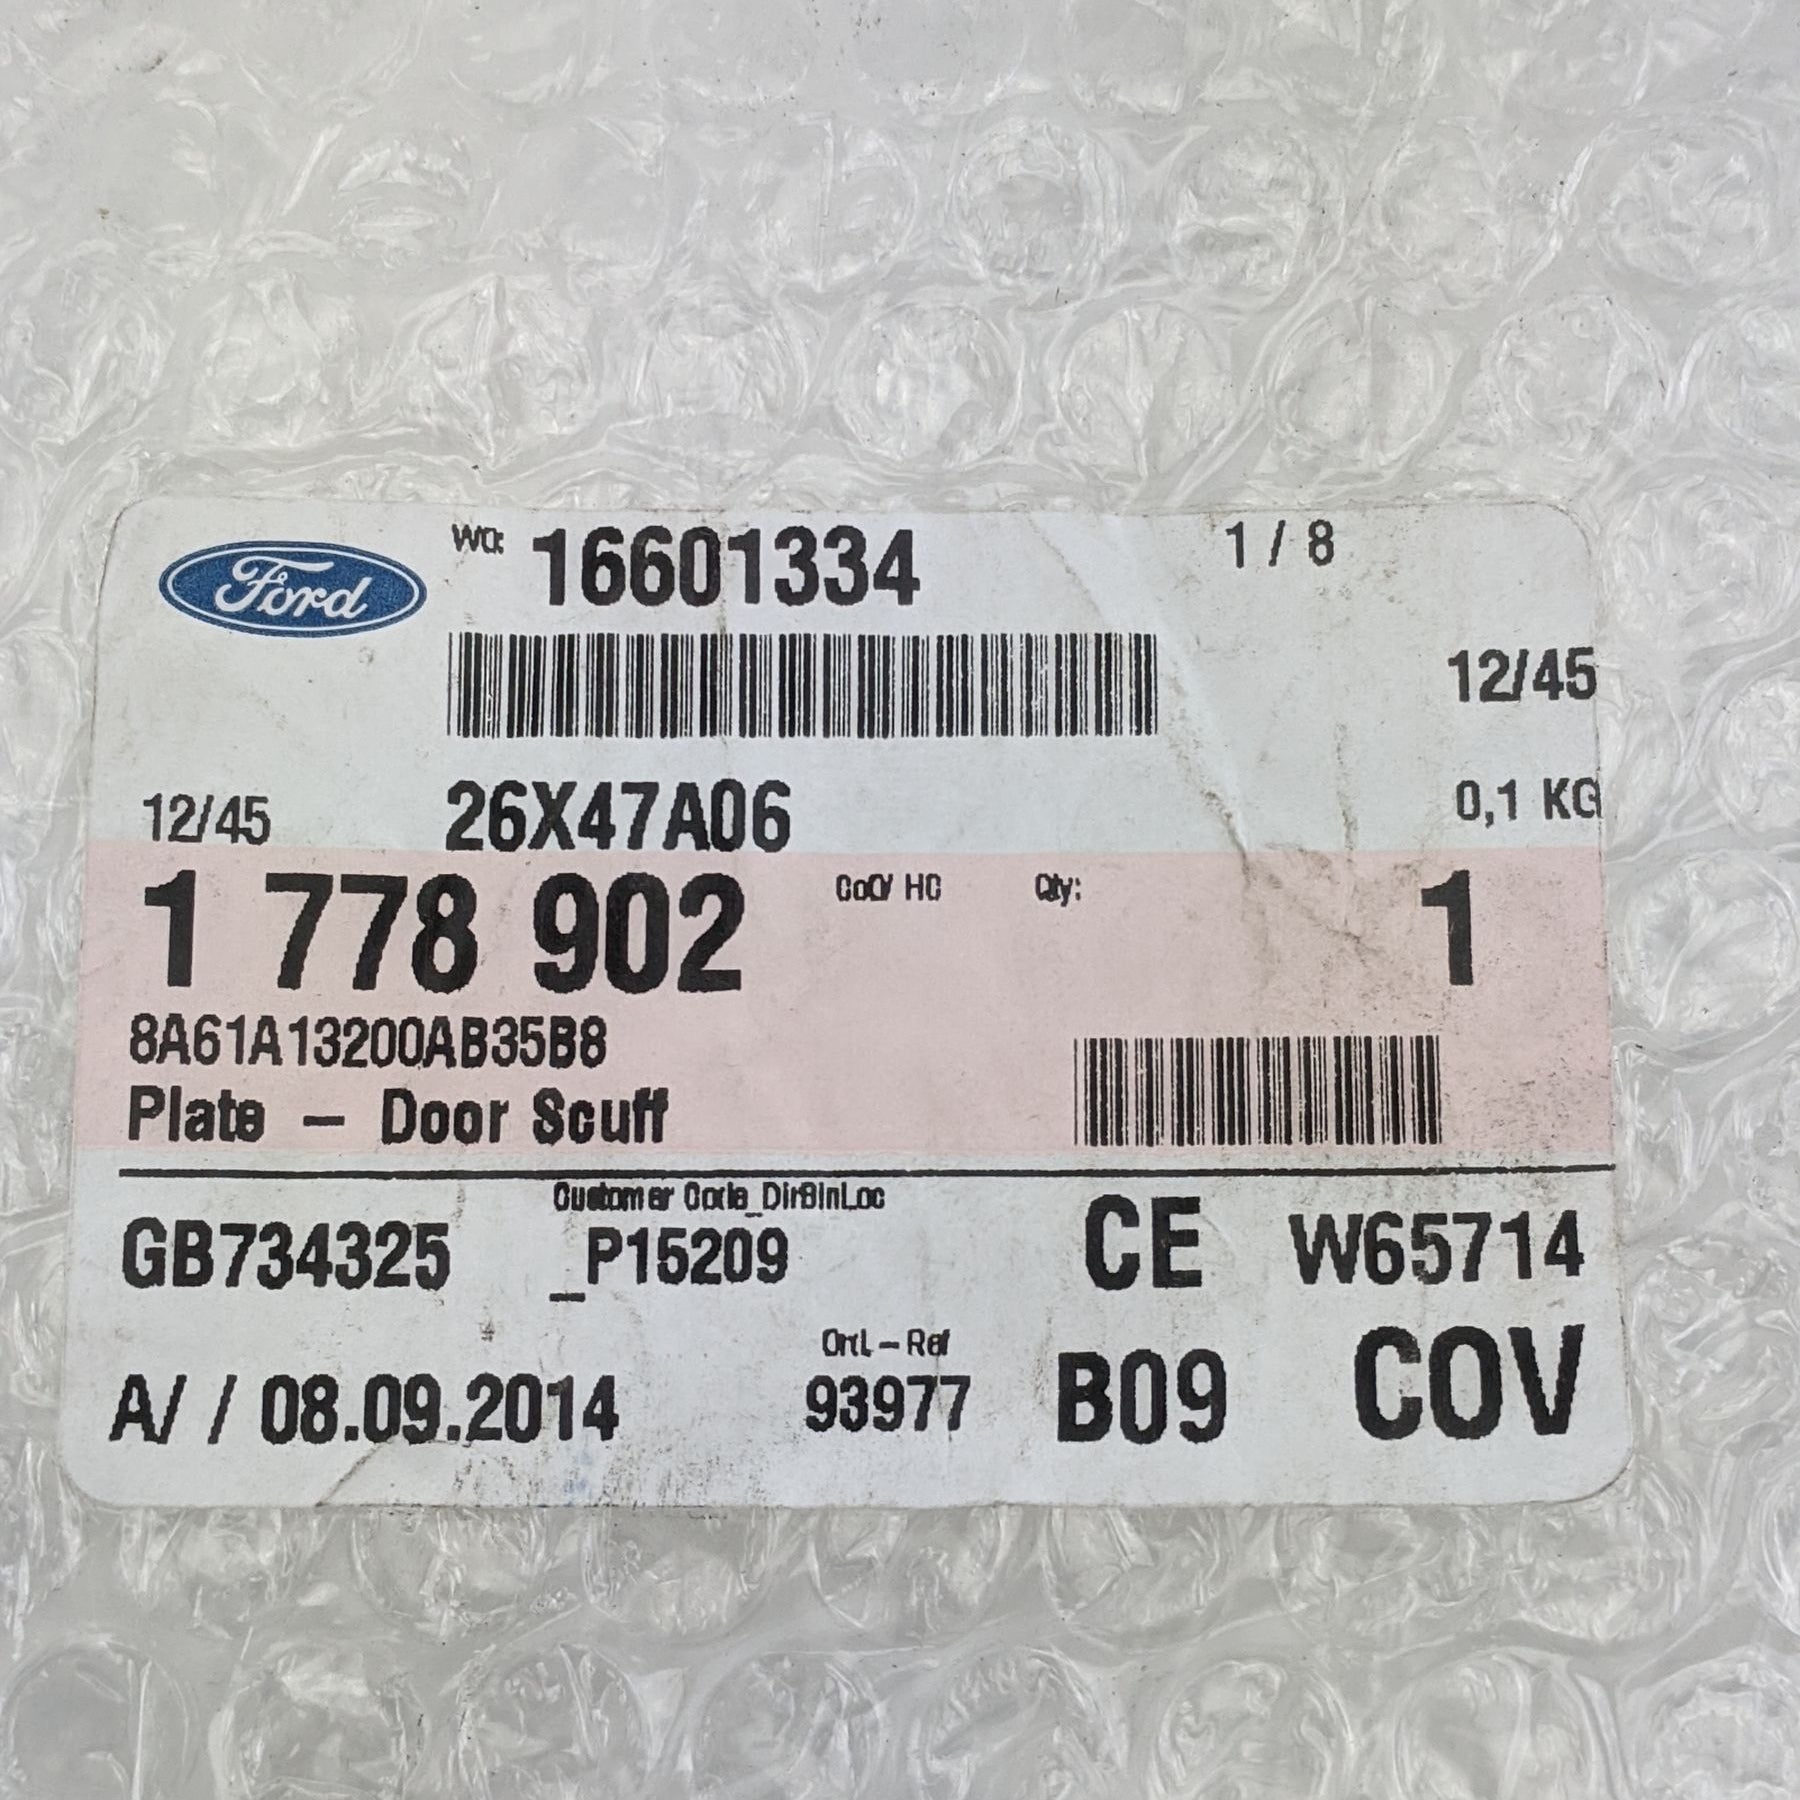 Ford
WO: 16601334
1 / 8
12/45
12/45 26X47A06 0,1 KG
1 778 902 CoO/ HC Qty: 1
8A61A13200AB35B8
Plate - Door Scuff
Customer Code_DirBinLoc
GB734325 _P15209 CE W65714
Ord.-Ref
A/ / 08.09.2014 93977 B09 COV